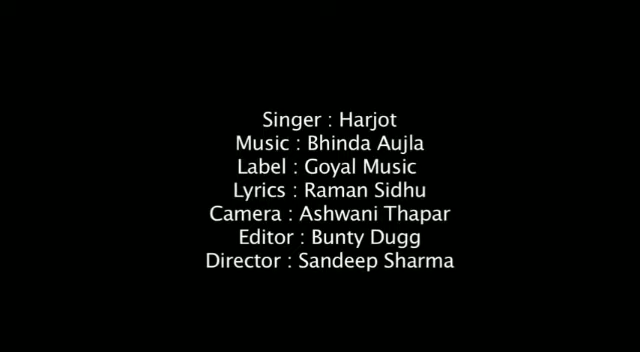 Singer : Harjot
Music : Bhinda Aujla
Label : Goyal Music
Lyrics : Raman Sidhu
Camera : Ashwani Thapar
Editor : Bunty Dugg
Director : Sandeep Sharma